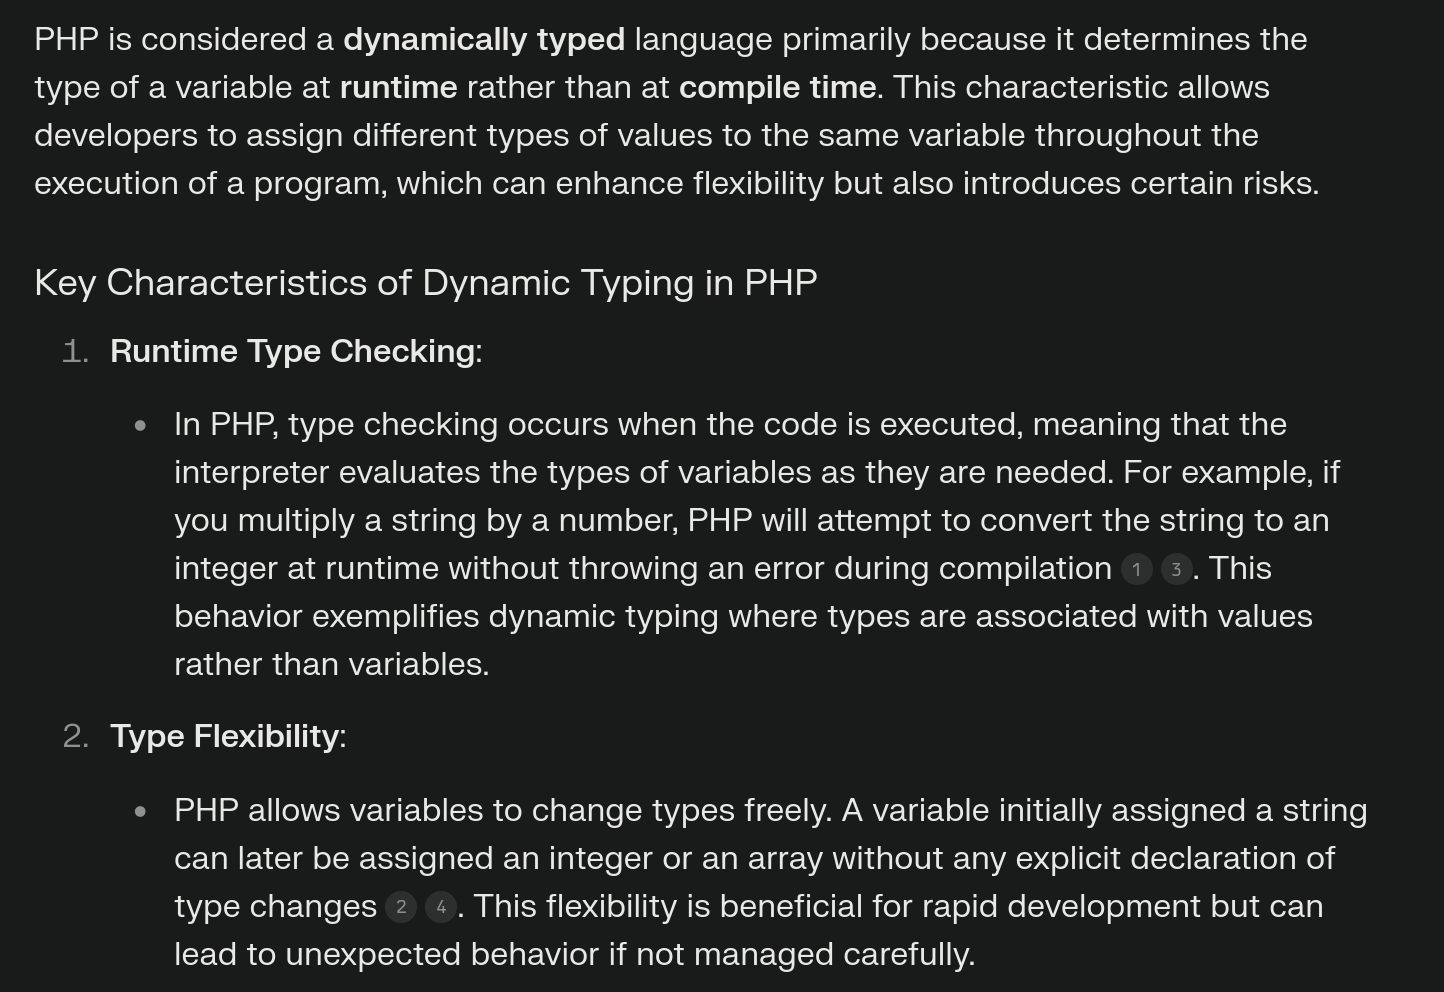 PHP is considered a dynamically typed language primarily because it determines the
type of a variable at runtime rather than at compile time. This characteristic allows
developers to assign different types of values to the same variable throughout the
execution of a program, which can enhance flexibility but also introduces certain risks.
Key Characteristics of Dynamic Typing in PHP
1. Runtime Type Checking:
• In PHP, type checking occurs when the code is executed, meaning that the
interpreter evaluates the types of variables as they are needed. For example, if
you multiply a string by a number, PHP will attempt to convert the string to an
integer at runtime without throwing an error during compilation 1 3. This
behavior exemplifies dynamic typing where types are associated with values
rather than variables.
2. Type Flexibility:
• PHP allows variables to change types freely. A variable initially assigned a string
can later be assigned an integer or an array without any explicit declaration of
type changes 2 4. This flexibility is beneficial for rapid development but can
lead to unexpected behavior if not managed carefully.